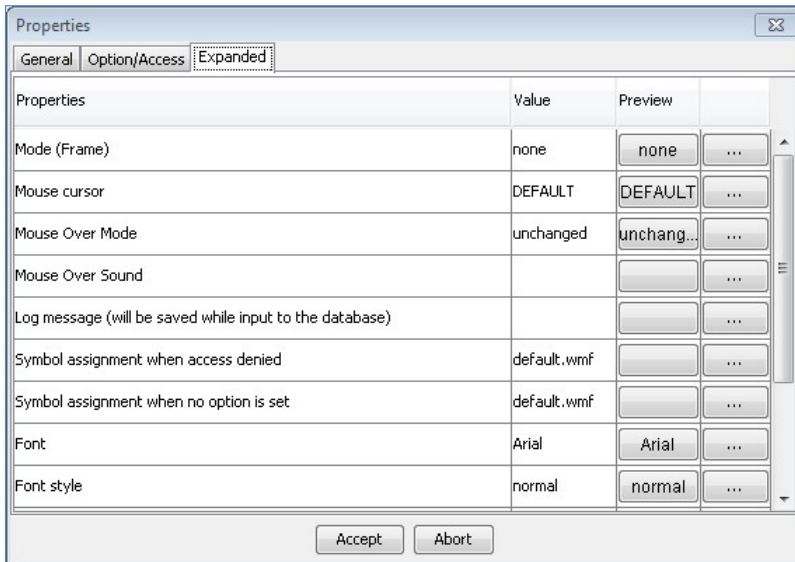 Properties
General Option/Access Expanded
Properties Value Preview
Mode (Frame) none none ...
Mouse cursor DEFAULT DEFAULT ...
Mouse Over Mode unchanged unchang... ...
Mouse Over Sound ...
Log message (will be saved while input to the database) ...
Symbol assignment when access denied default.wmf ...
Symbol assignment when no option is set default.wmf ...
Font Arial Arial ...
Font style normal normal ...
Accept Abort